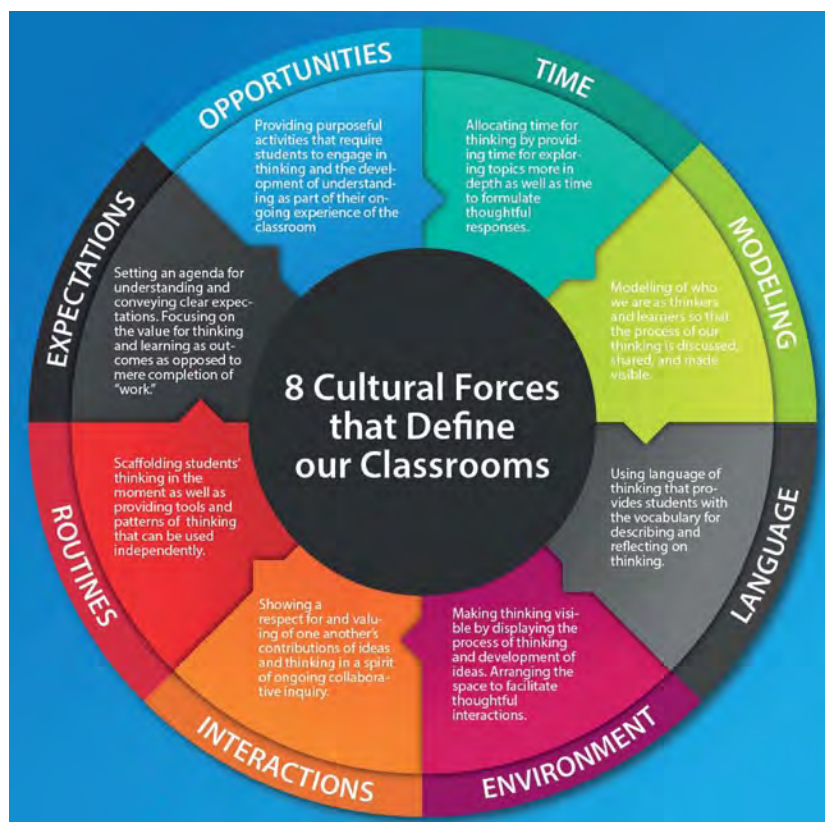 8 Cultural Forces
that Define
our Classrooms
OPPORTUNITIES
Providing purposeful
activities that require
students to engage in
thinking and the devel-
opment of understand-
ing as part of their on-
going experience of the
classroom
TIME
Allocating time for
thinking by provid-
ing time for explor-
ing topics more in
depth as well as time
to formulate
thoughtful
responses.
MODELING
Modelling of who
we are as thinkers
and learners so that
the process of our
thinking is discussed,
shared, and made
visible.
LANGUAGE
Using language of
thinking that pro-
vides students with
the vocabulary for
describing and
reflecting on
thinking.
ENVIRONMENT
Making thinking visi-
ble by displaying the
process of thinking
and development of
ideas. Arranging the
space to facilitate
thoughtful
interactions.
INTERACTIONS
Showing a
respect for and valu-
ing of one another's
contributions of ideas
and thinking in a spirit
of ongoing collabora-
tive inquiry.
ROUTINES
Scaffolding students'
thinking in the
moment as well as
providing tools and
patterns of thinking
that can be used
independently.
EXPECTATIONS
Setting an agenda for
understanding and
conveying clear expec-
tations. Focusing on
the value for thinking
and learning as out-
comes as opposed to
mere completion of
"work."